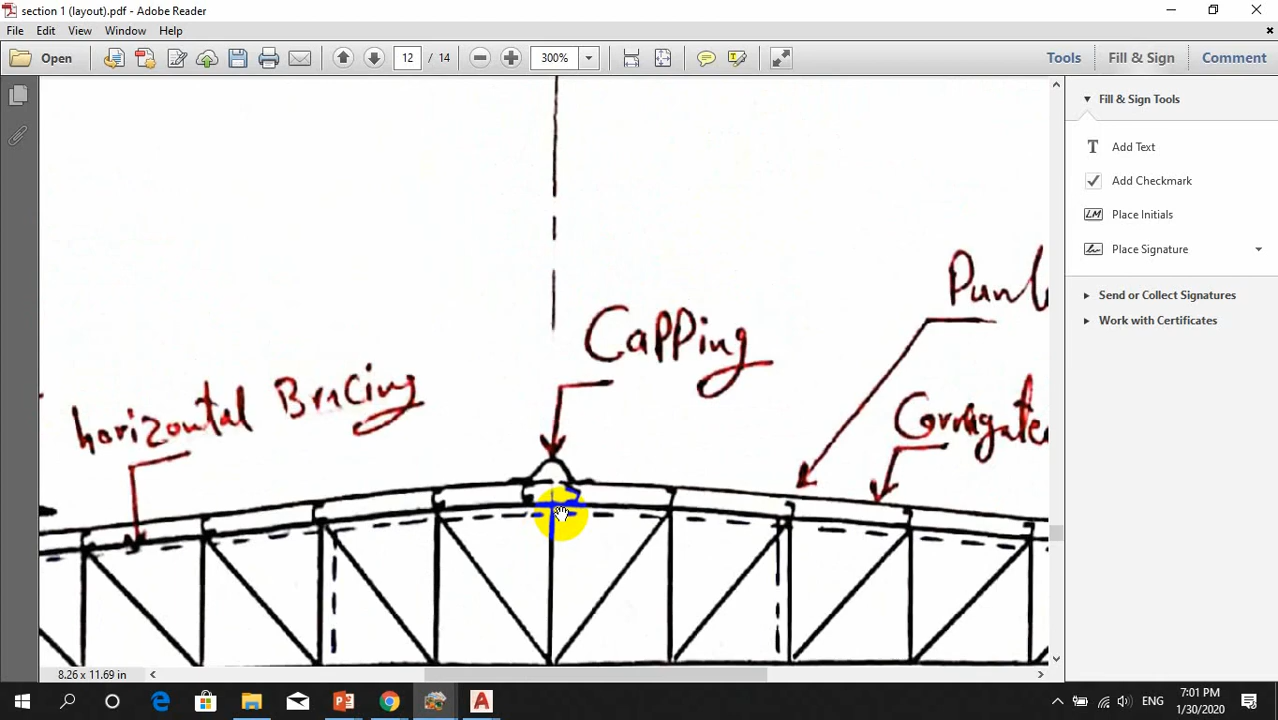 section 1 (layout).pdf - Adobe Reader
File Edit View Window Help
Open 12 / 14 300% Tools Fill & Sign Comment
Fill & Sign Tools
T Add Text
Add Checkmark
LM Place Initials
Place Signature
Send or Collect Signatures
Work with Certificates
Capping
horizontal Bracing
8.26 x 11.69 in
ENG
7:01 PM
1/30/2020